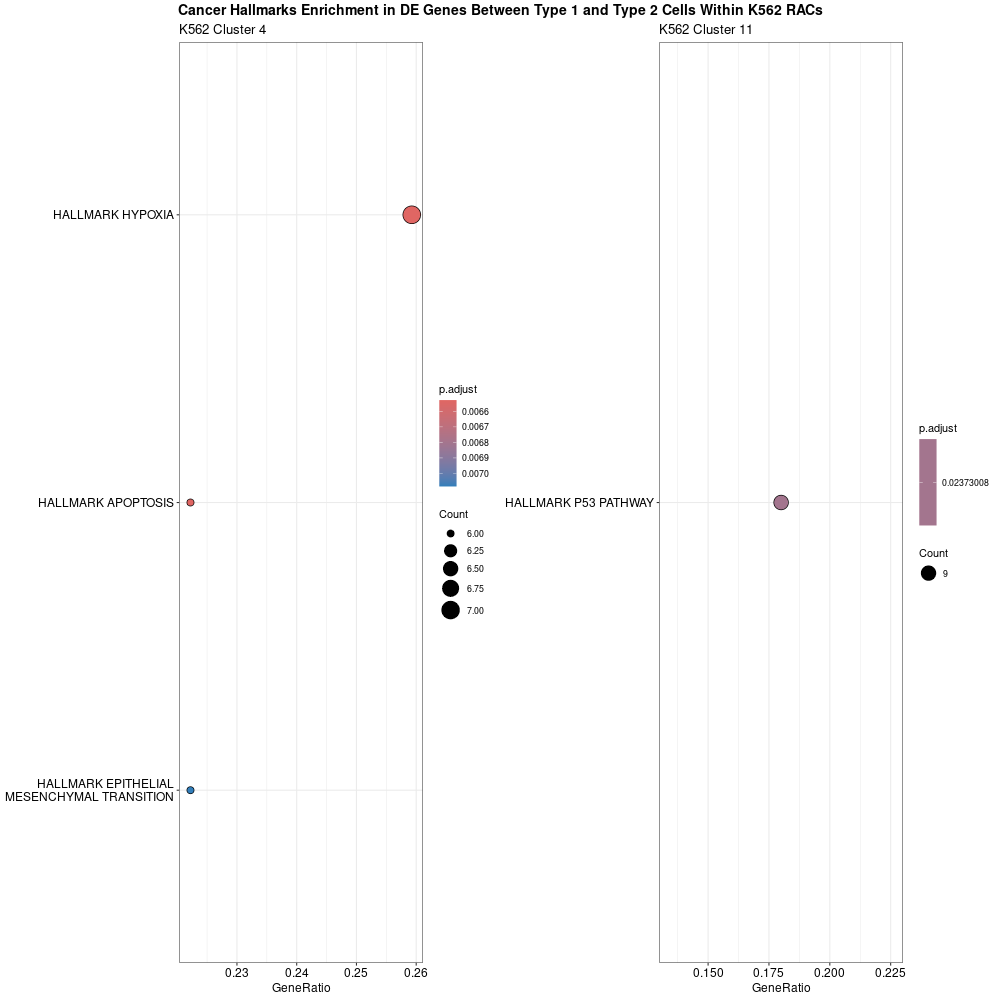 Cancer Hallmarks Enrichment in DE Genes Between Type 1 and Type 2 Cells Within K562 RACs
K562 Cluster 4
HALLMARK HYPOXIA
HALLMARK APOPTOSIS
HALLMARK EPITHELIAL
MESENCHYMAL TRANSITION
0.23 0.24 0.25 0.26
GeneRatio
p.adjust
0.0066
0.0067
0.0068
0.0069
0.0070
Count
6.00
6.25
6.50
6.75
7.00
K562 Cluster 11
HALLMARK P53 PATHWAY
0.150 0.175 0.200 0.225
GeneRatio
p.adjust
0.02373008
Count
9